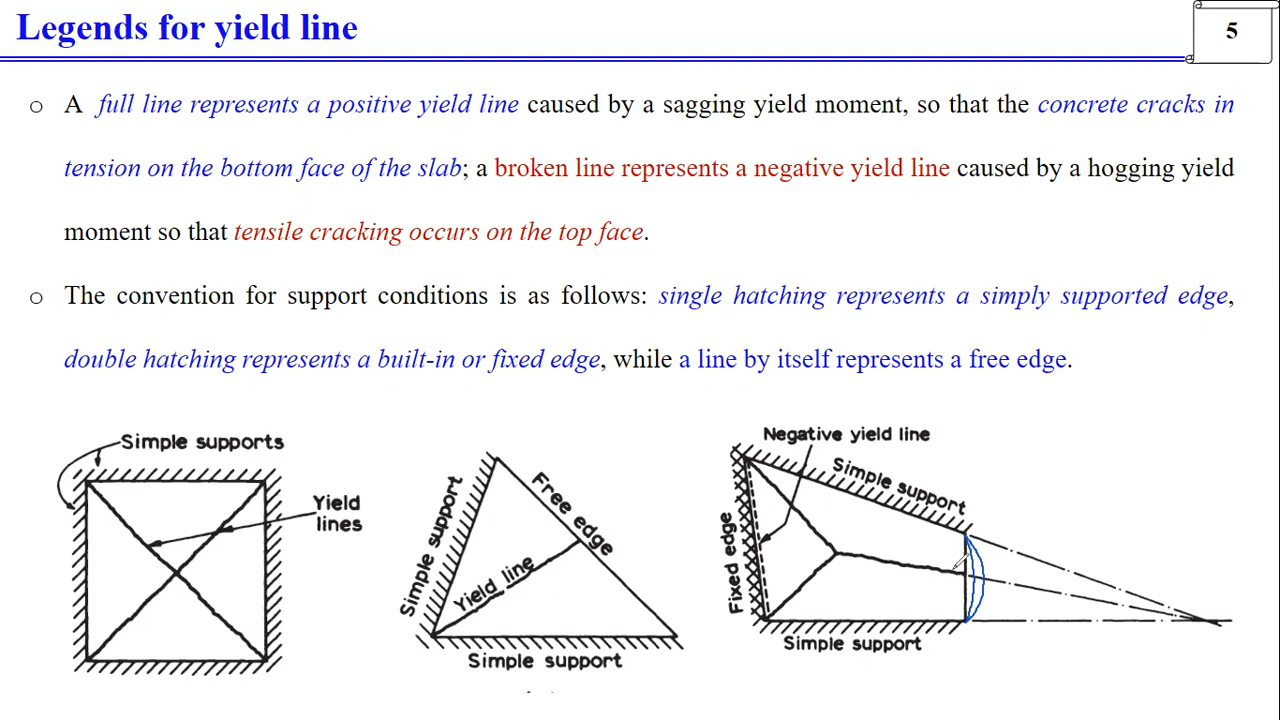 Legends for yield line
5
o A full line represents a positive yield line caused by a sagging yield moment, so that the concrete cracks in
tension on the bottom face of the slab; a broken line represents a negative yield line caused by a hogging yield
moment so that tensile cracking occurs on the top face.
o The convention for support conditions is as follows: single hatching represents a simply supported edge,
double hatching represents a built-in or fixed edge, while a line by itself represents a free edge.
Simple supports
Yield
lines
Simple support
Free edge
Yield line
Simple support
Negative yield line
Simple support
Fixed edge
Simple support